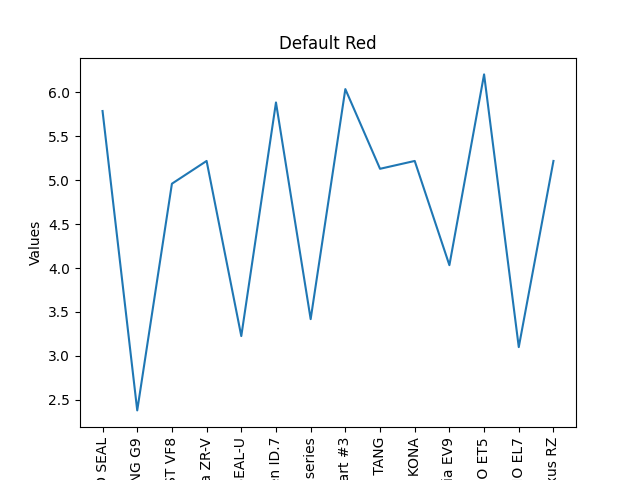 Default Red
Values
6.0
5.5
5.0
4.5
4.0
3.5
3.0
2.5
SEAL
G9
VF8
ZR-V
EAL-U
ID.7
series
art #3
TANG
KONA
EV9
ET5
EL7
RZ